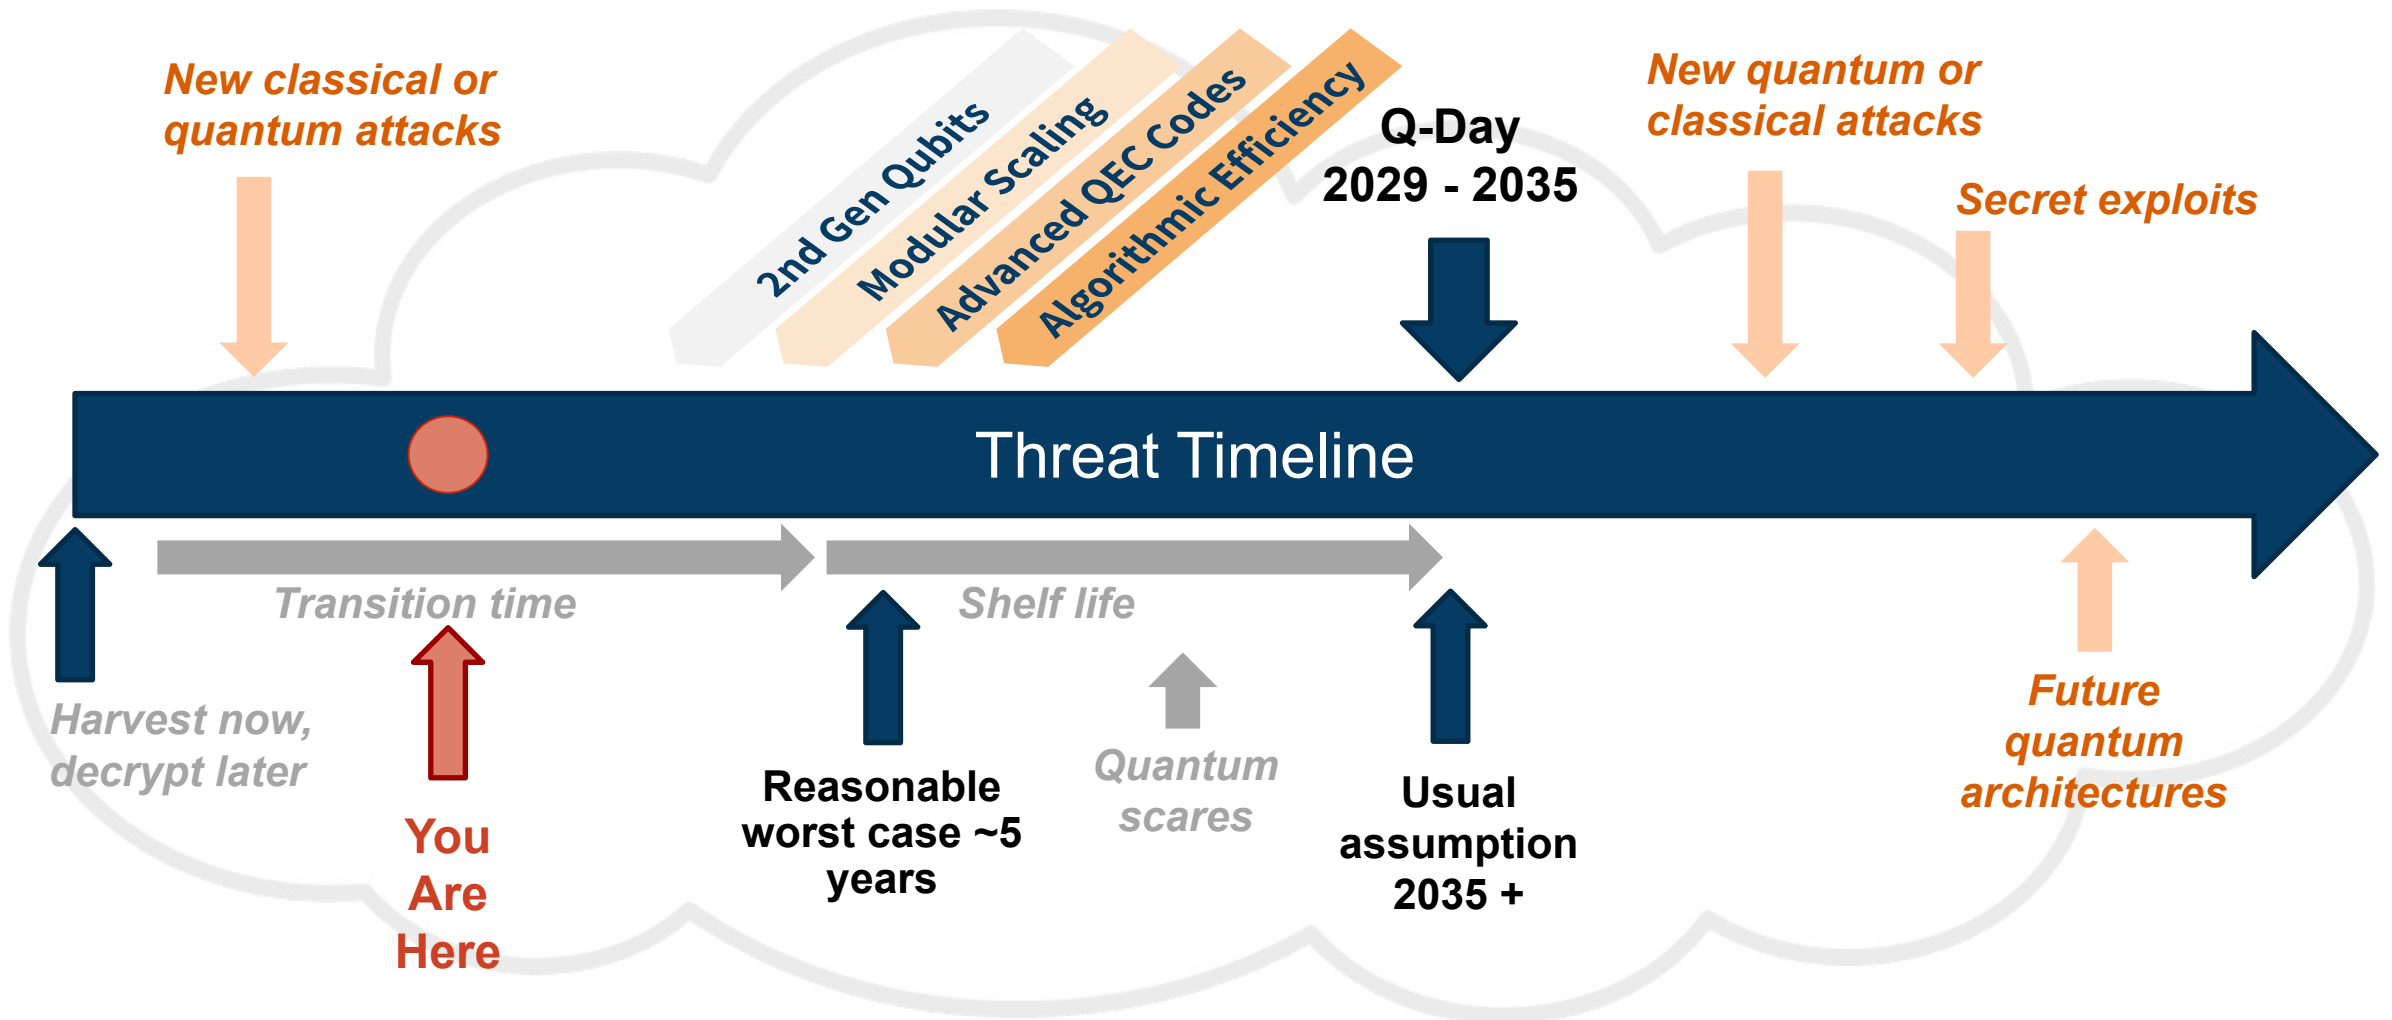 New classical or
quantum attacks
2nd Gen Qubits
Modular Scaling
Advanced QEC Codes
Algorithmic Efficiency
Q-Day
2029 - 2035
New quantum or
classical attacks
Secret exploits
Threat Timeline
Transition time
Shelf life
Harvest now,
decrypt later
You
Are
Here
Reasonable
worst case ~5
years
Quantum
scares
Usual
assumption
2035 +
Future
quantum
architectures